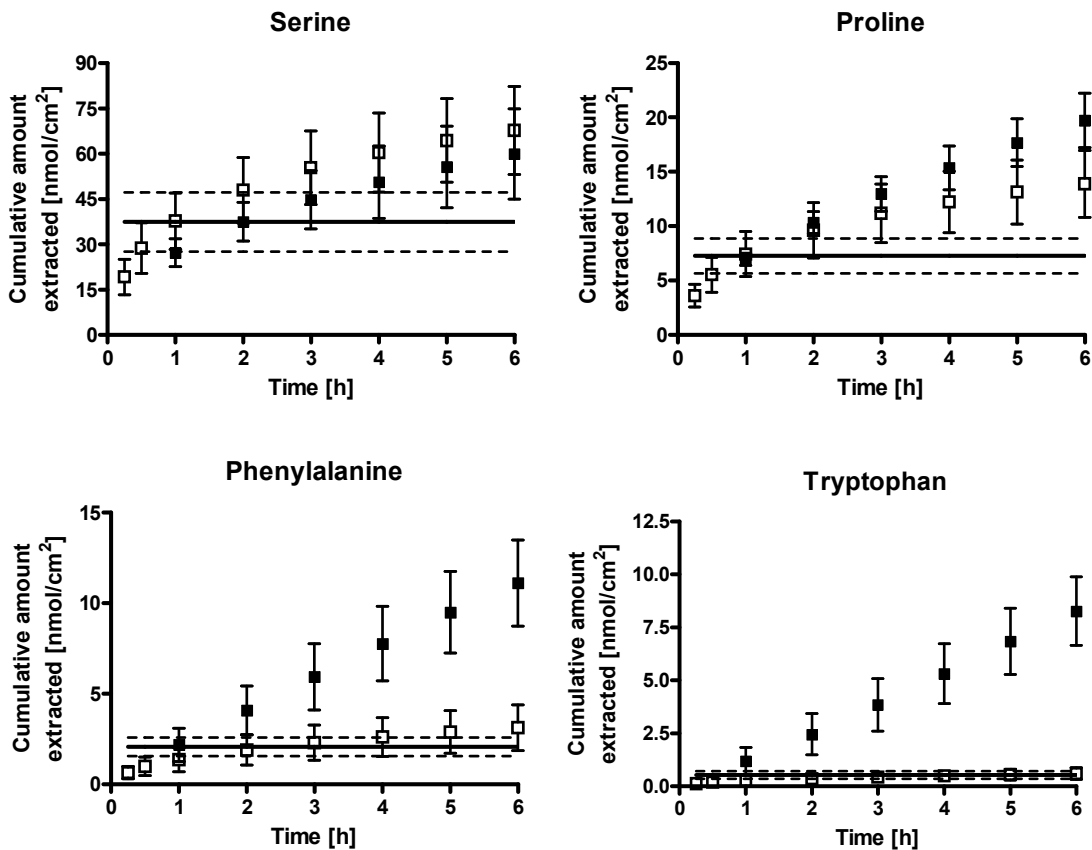 Serine
Cumulative amount
extracted [nmol/cm²]
90
75
60
45
30
15
0
0 1 2 3 4 5 6
Time [h]
Proline
Cumulative amount
extracted [nmol/cm²]
25
20
15
10
5
0
0 1 2 3 4 5 6
Time [h]
Phenylalanine
Cumulative amount
extracted [nmol/cm²]
15
10
5
0
0 1 2 3 4 5 6
Time [h]
Tryptophan
Cumulative amount
extracted [nmol/cm²]
12.5
10.0
7.5
5.0
2.5
0.0
0 1 2 3 4 5 6
Time [h]